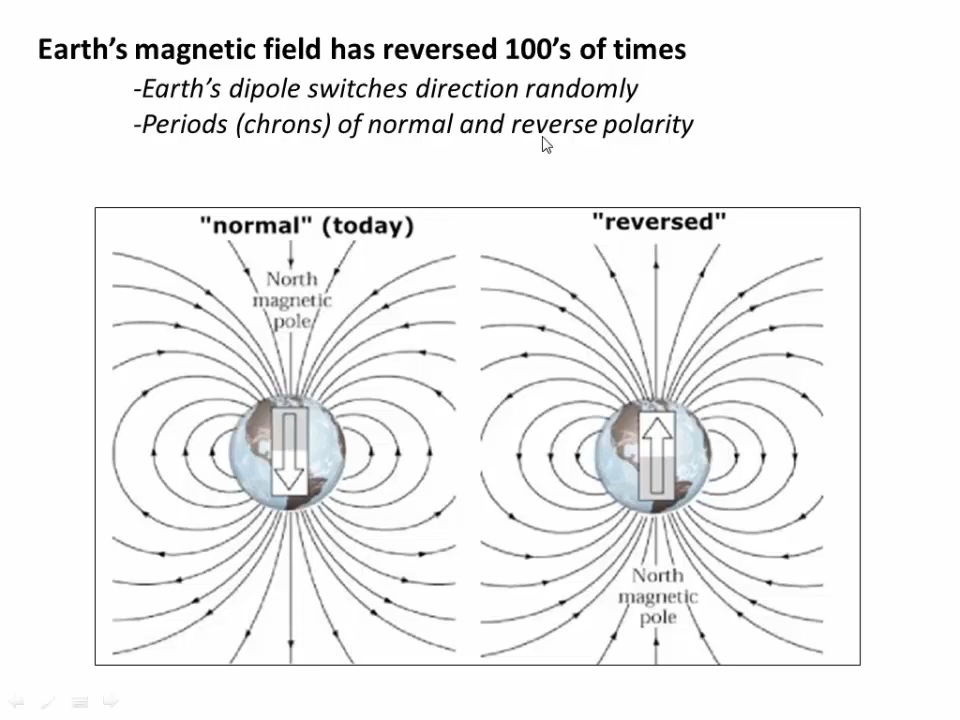 Earth's magnetic field has reversed 100's of times
-Earth's dipole switches direction randomly
-Periods (chrons) of normal and reverse polarity
"normal" (today)
"reversed"
North
magnetic
pole
North
magnetic
pole